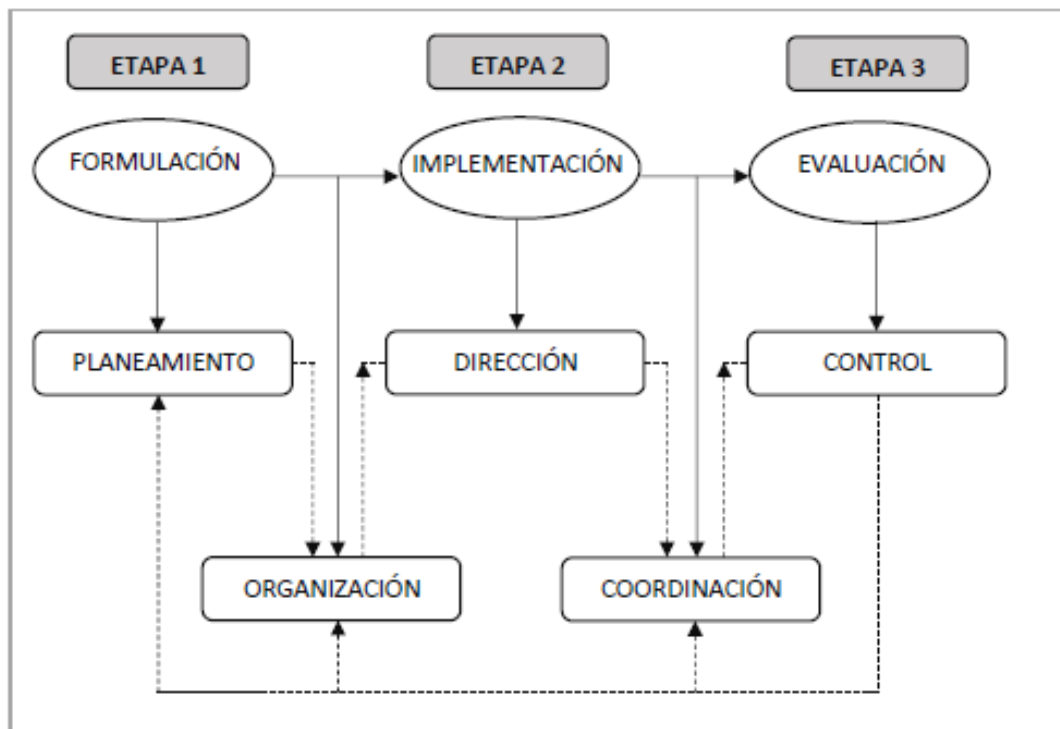 ETAPA 1
ETAPA 2
ETAPA 3
FORMULACIÓN
IMPLEMENTACIÓN
EVALUACIÓN
PLANEAMIENTO
DIRECCIÓN
CONTROL
ORGANIZACIÓN
COORDINACIÓN